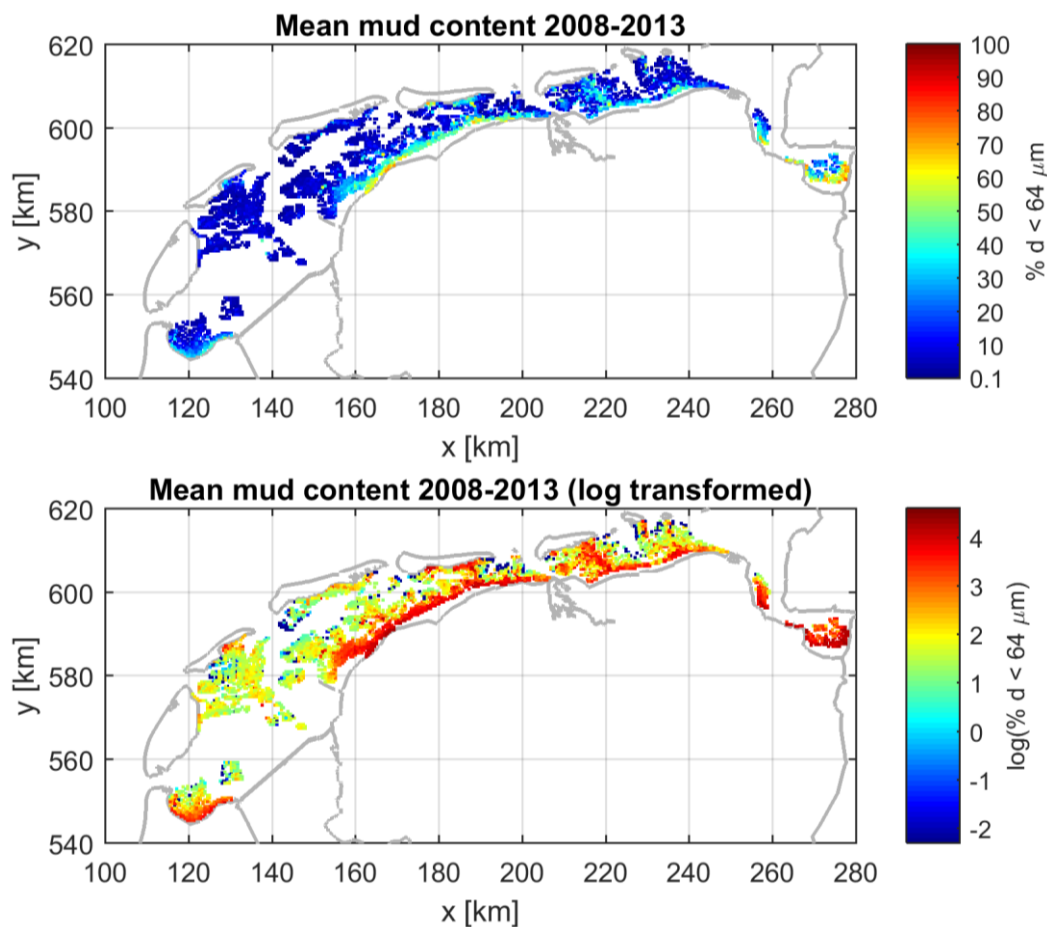 Mean mud content 2008-2013
620
600
580
560
540
y [km]
100 120 140 160 180 200 220 240 260 280
x [km]
100
90
80
70
60
50
40
30
20
10
0.1
% d < 64 μm
Mean mud content 2008-2013 (log transformed)
620
600
580
560
540
y [km]
100 120 140 160 180 200 220 240 260 280
x [km]
4
3
2
1
0
-1
-2
log(% d < 64 μm)